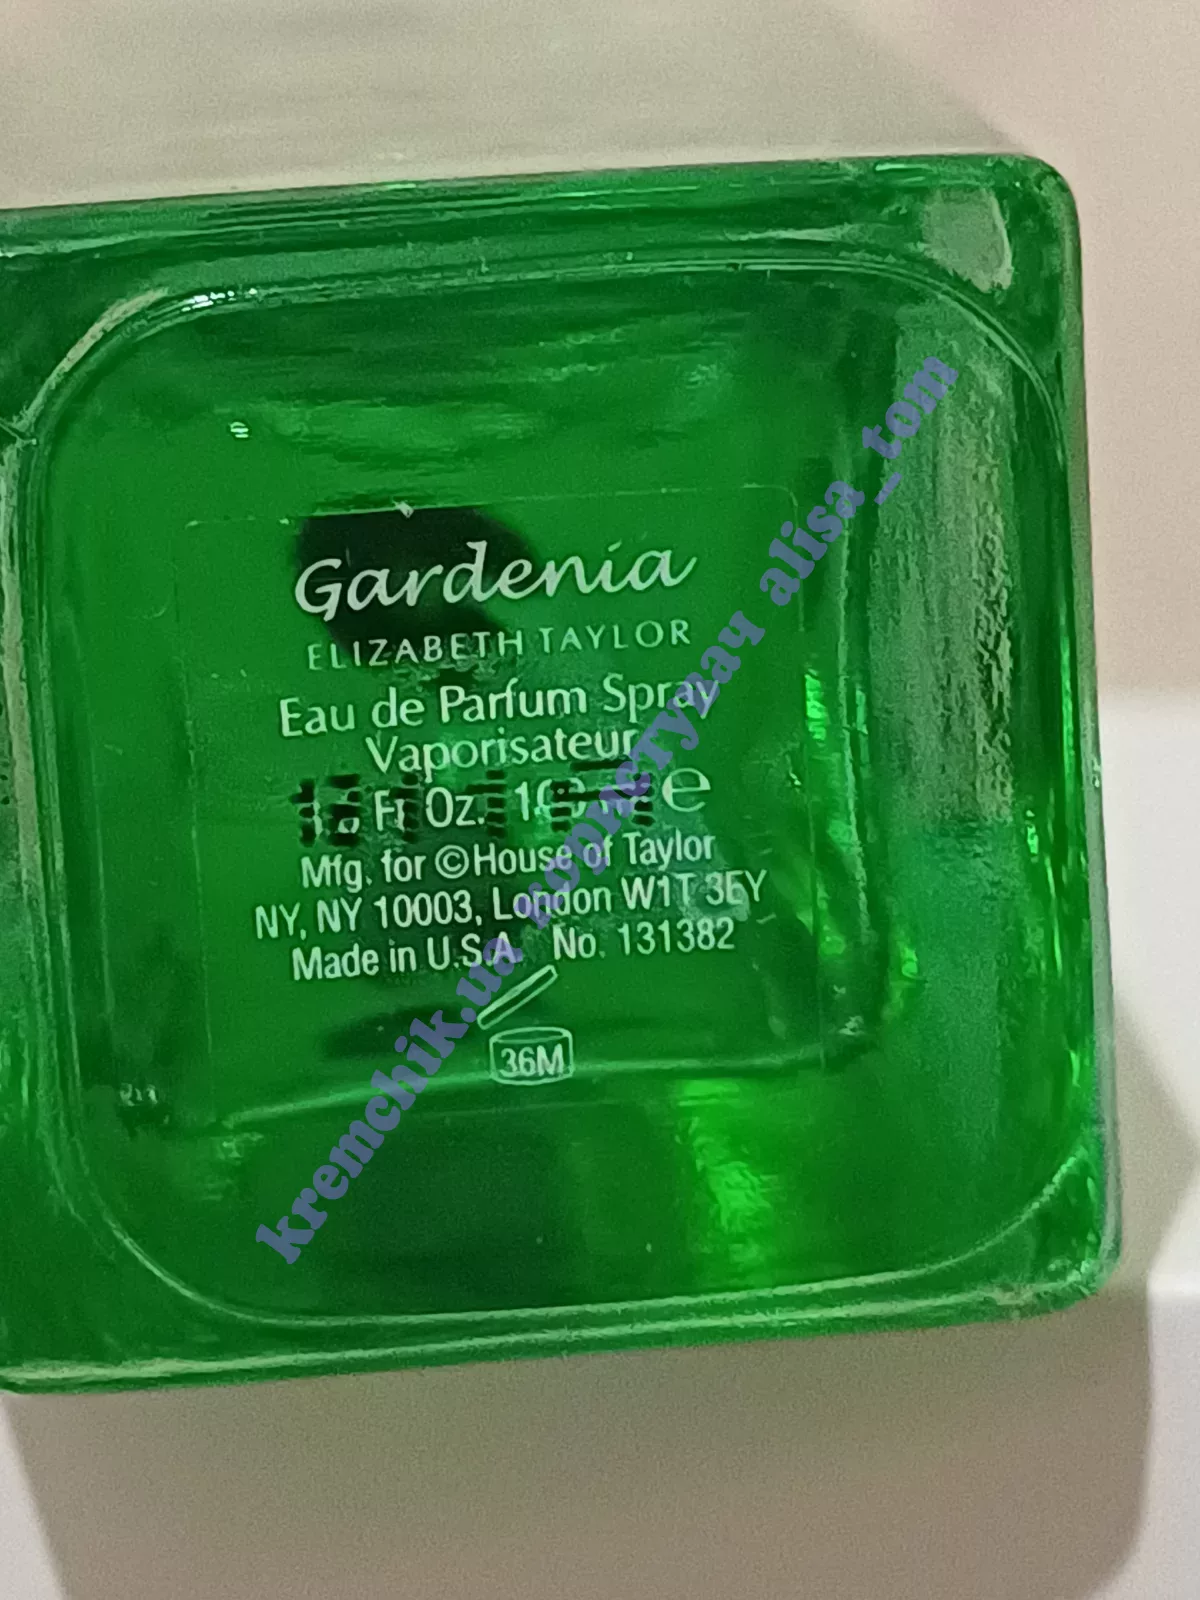 Gardenia
ELIZABETH TAYLOR
Eau de Parfum Spray
Vaporisateur
Fl Oz. e
Mfg. for ©House of Taylor
NY, NY 10003, London W1T 3EY
Made in U.S.A. No. 131382
36M
kremchik.ua користузач alisa_tom